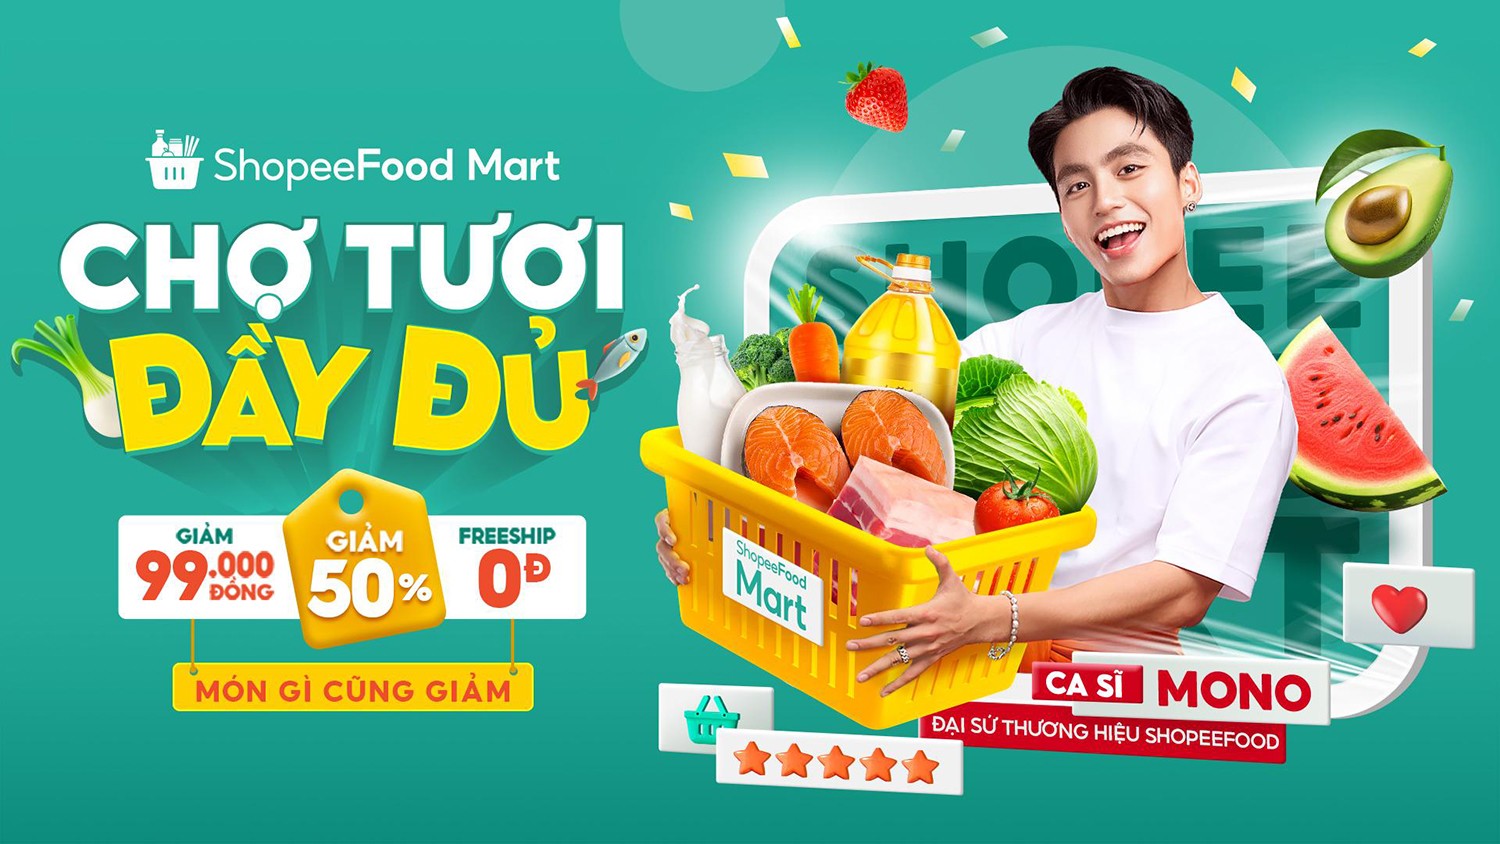 ShopeeFood Mart
CHỢ TƯƠI
ĐẦY ĐỦ
GIẢM
99.000
ĐỒNG
GIẢM
50%
FREESHIP
0Đ
MÓN GÌ CŨNG GIẢM
SHOPEE
ShopeeFood
Mart
CA SĨ MONO
ĐẠI SỨ THƯƠNG HIỆU SHOPEEFOOD